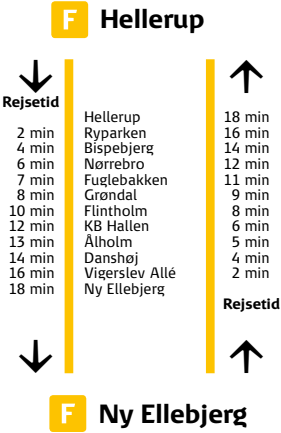 F Hellerup
Rejsetid
Hellerup 18 min
2 min Ryparken 16 min
4 min Bispebjerg 14 min
6 min Nørrebro 12 min
7 min Fuglebakken 11 min
8 min Grøndal 9 min
10 min Flintholm 8 min
12 min KB Hallen 6 min
13 min Ålholm 5 min
14 min Danshøj 4 min
16 min Vigerslev Allé 2 min
18 min Ny Ellebjerg
Rejsetid
F Ny Ellebjerg